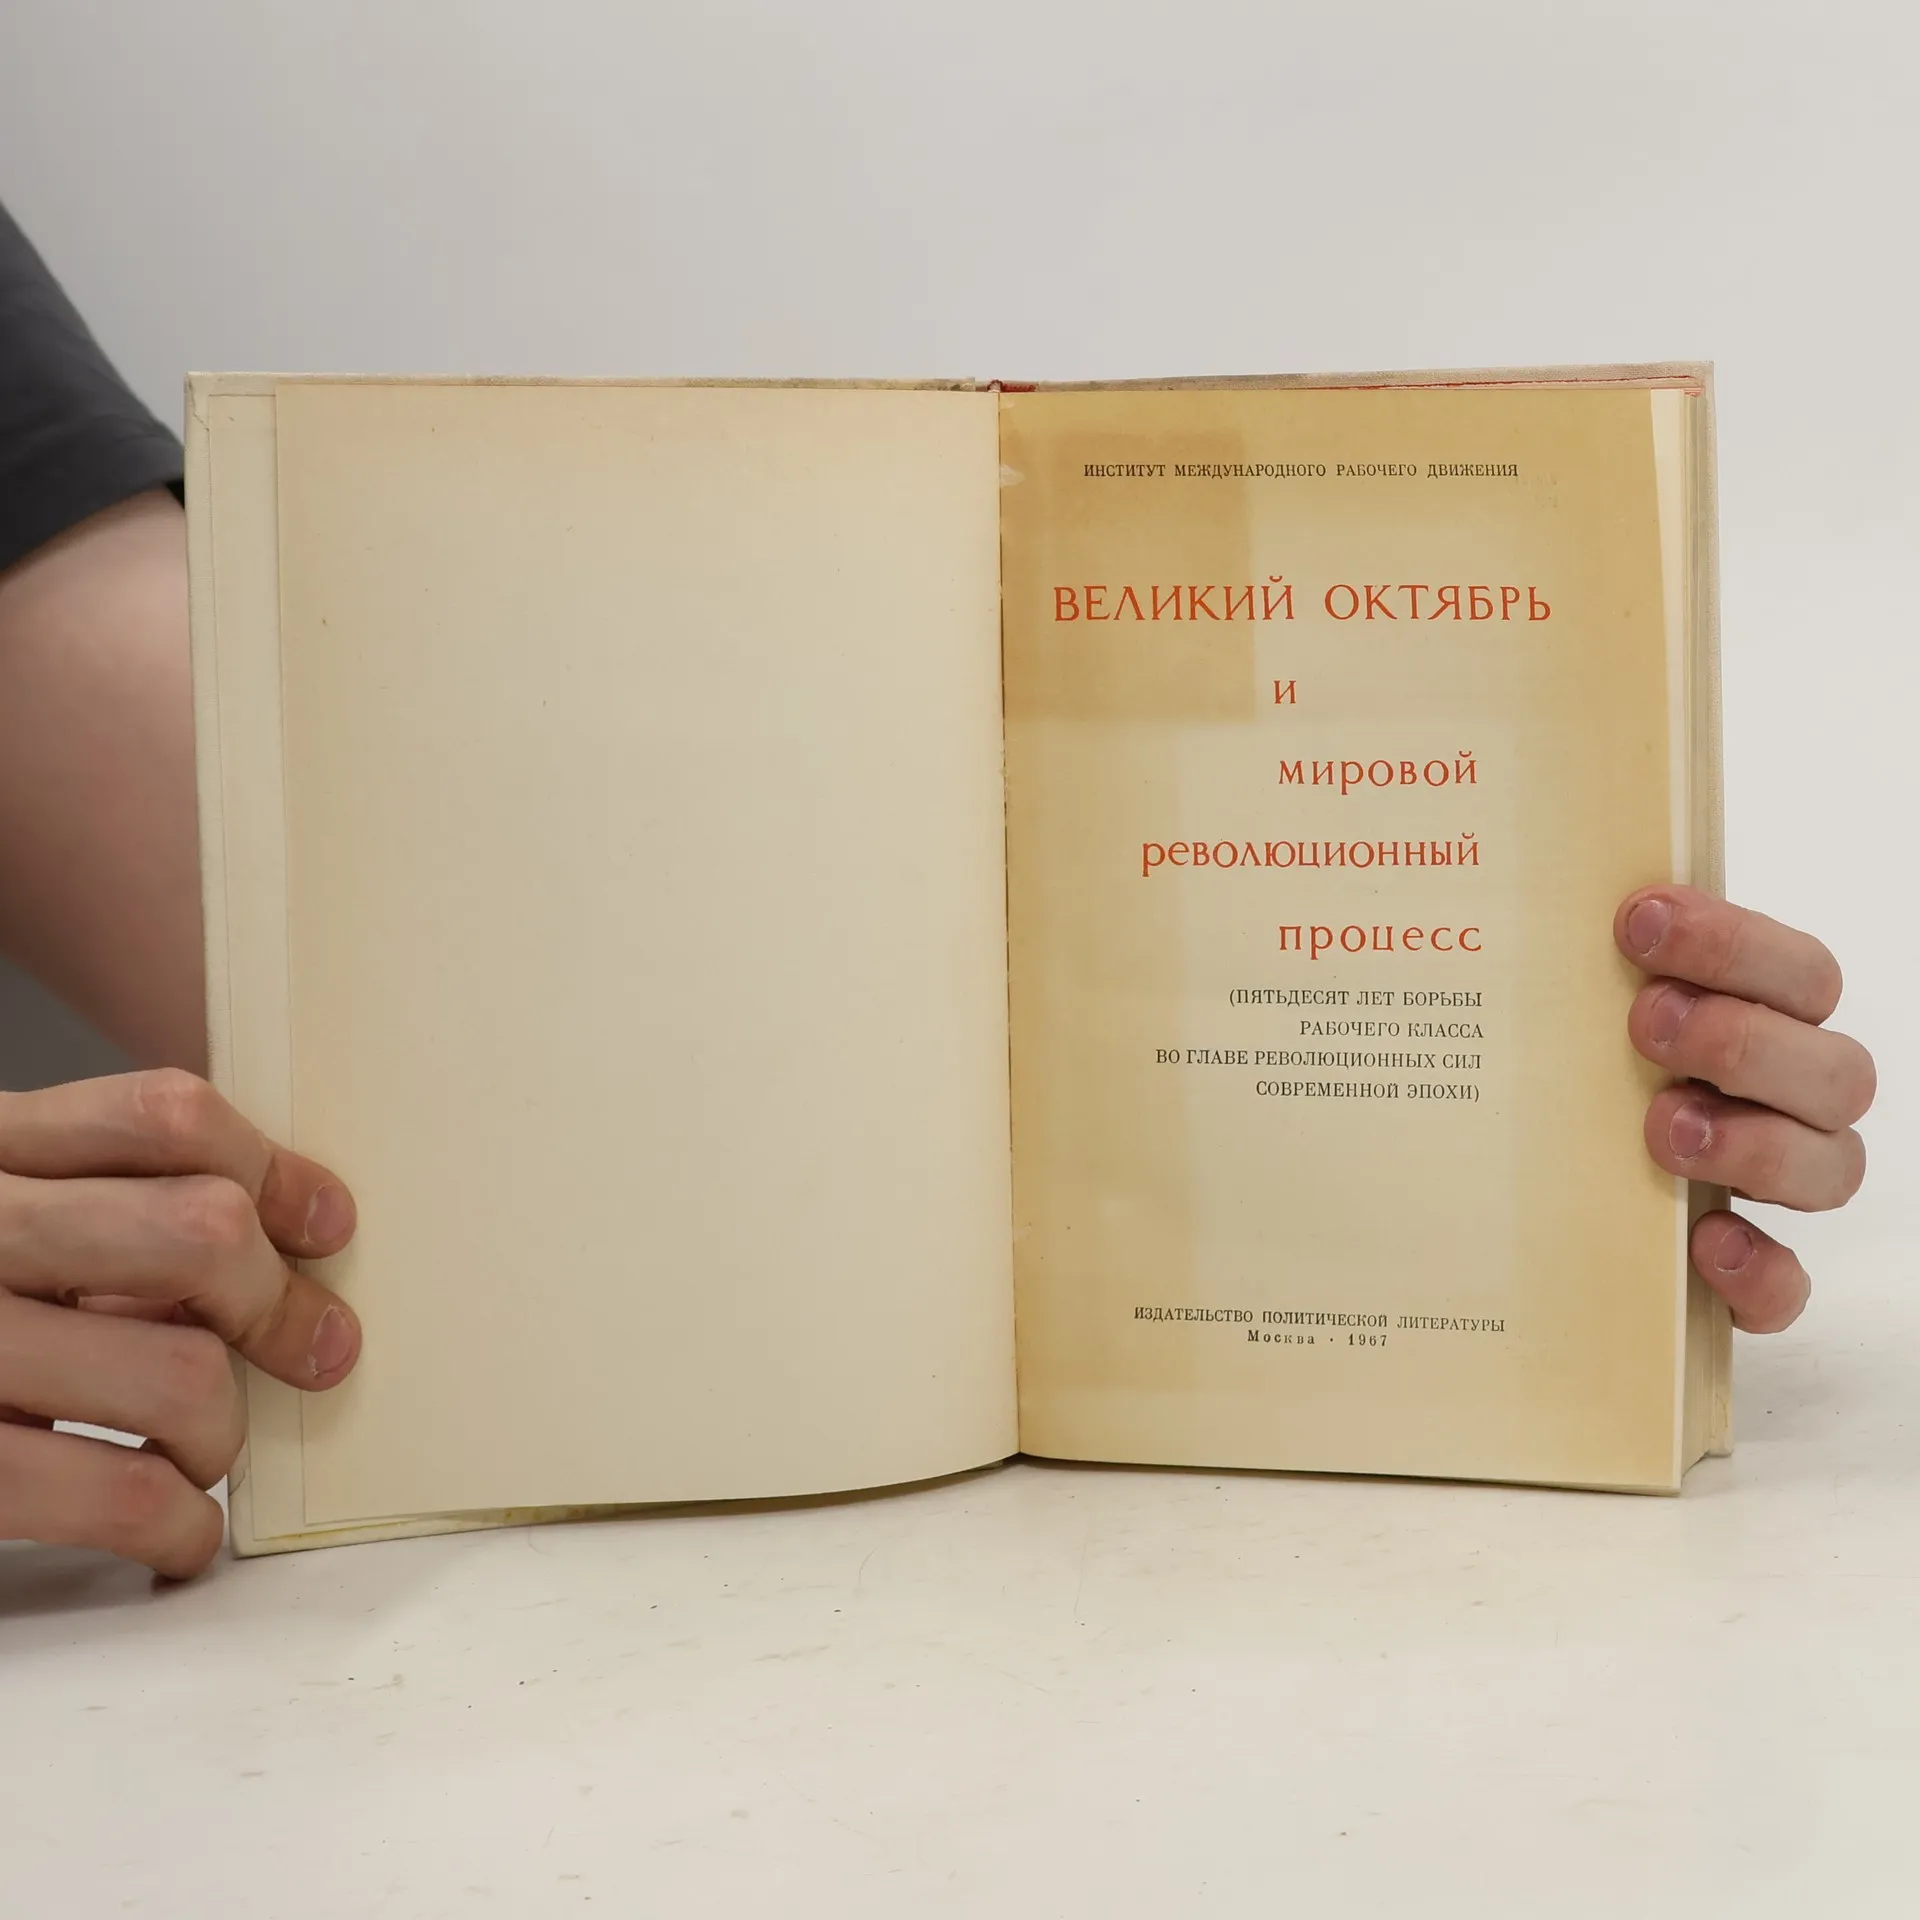 ИНСТИТУТ МЕЖДУНАРОДНОГО РАБОЧЕГО ДВИЖЕНИЯ
ВЕЛИКИЙ ОКТЯБРЬ
и
мировой
революционный
процесс
(ПЯТЬДЕСЯТ ЛЕТ БОРЬБЫ
РАБОЧЕГО КЛАССА
ВО ГЛАВЕ РЕВОЛЮЦИОННЫХ СИЛ
СОВРЕМЕННОЙ ЭПОХИ)
ИЗДАТЕЛЬСТВО ПОЛИТИЧЕСКОЙ ЛИТЕРАТУРЫ
Москва · 1967